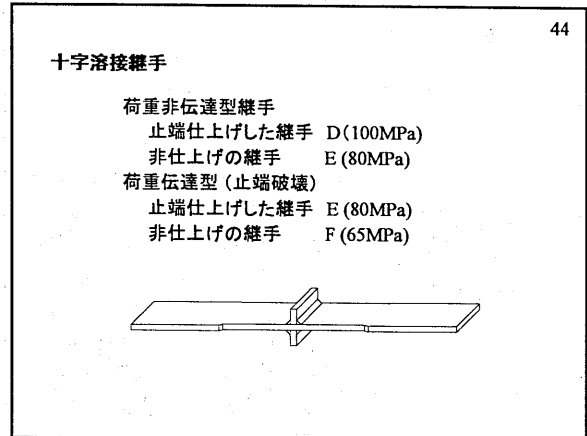 44
十字溶接継手
荷重非伝達型継手
止端仕上げした継手 D(100MPa)
非仕上げの継手 E (80MPa)
荷重伝達型（止端破壊）
止端仕上げした継手 E (80MPa)
非仕上げの継手 F (65MPa)